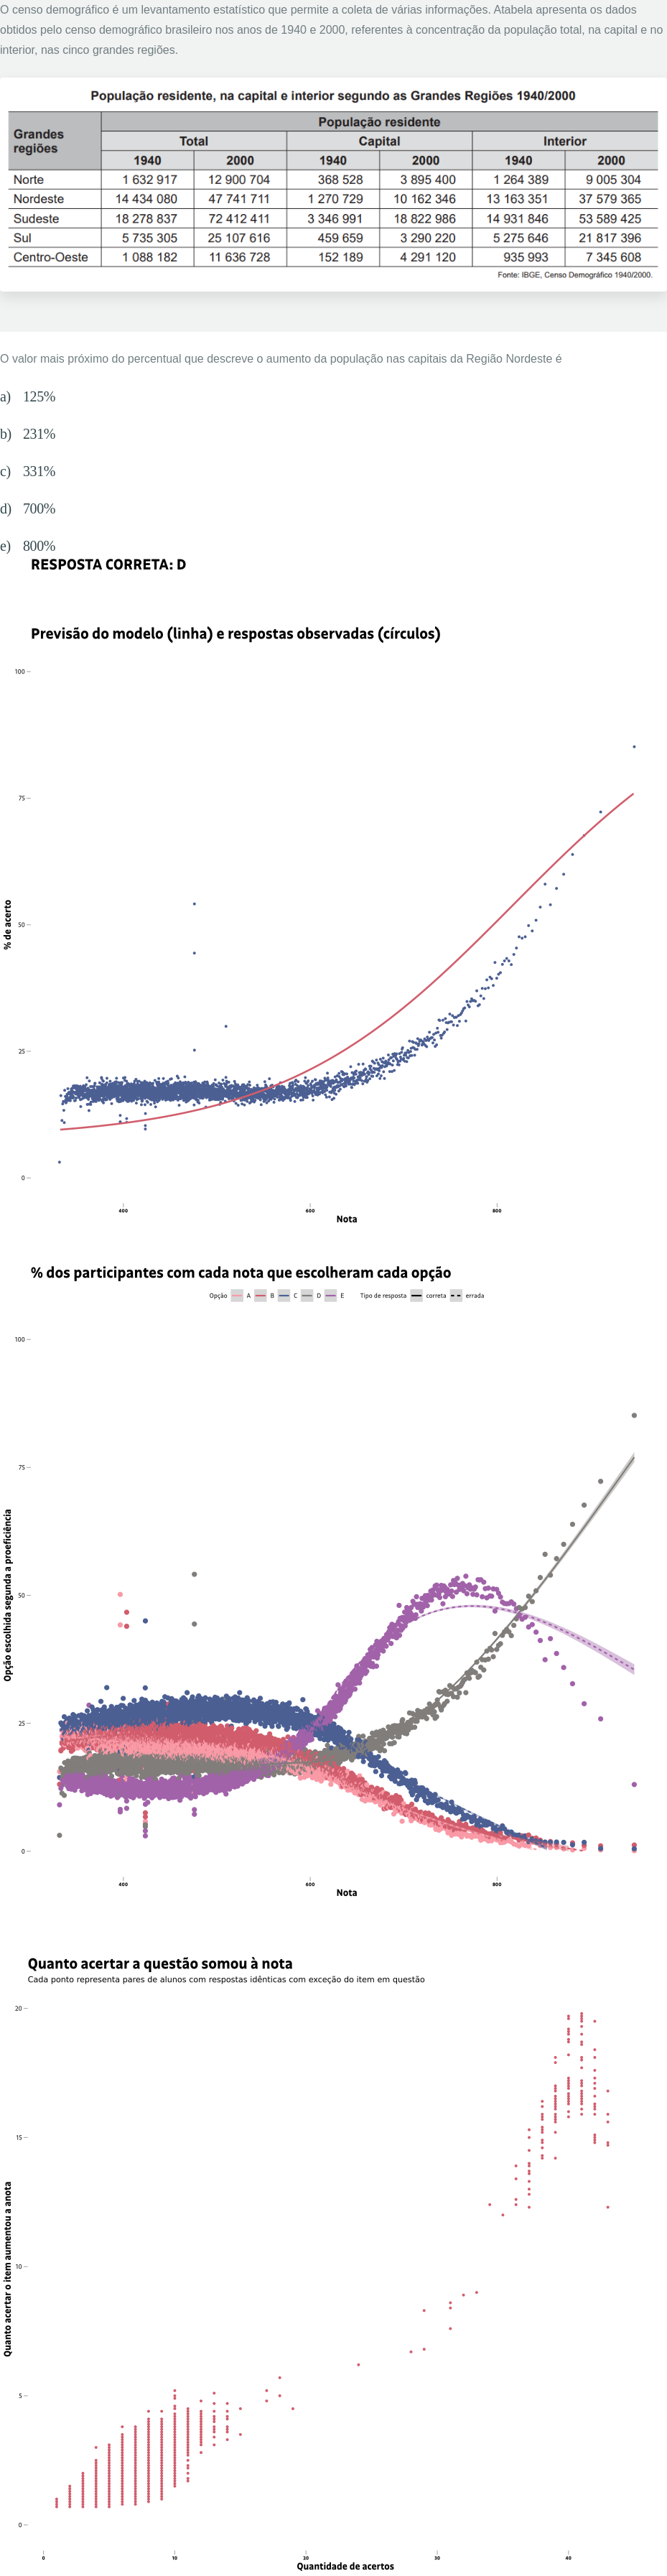 O censo demográfico é um levantamento estatístico que permite a coleta de várias informações. Atabela apresenta os dados
obtidos pelo censo demográfico brasileiro nos anos de 1940 e 2000, referentes à concentração da população total, na capital e no
interior, nas cinco grandes regiões.
População residente, na capital e interior segundo as Grandes Regiões 1940/2000
Grandes regiões
População residente
Total Capital Interior
1940 2000 1940 2000 1940 2000
Norte 1 632 917 12 900 704 368 528 3 895 400 1 264 389 9 005 304
Nordeste 14 434 080 47 741 711 1 270 729 10 162 346 13 163 351 37 579 365
Sudeste 18 278 837 72 412 411 3 346 991 18 822 986 14 931 846 53 589 425
Sul 5 735 305 25 107 616 459 659 3 290 220 5 275 646 21 817 396
Centro-Oeste 1 088 182 11 636 728 152 189 4 291 120 935 993 7 345 608
Fonte: IBGE, Censo Demográfico 1940/2000.
O valor mais próximo do percentual que descreve o aumento da população nas capitais da Região Nordeste é
a) 125%
b) 231%
c) 331%
d) 700%
e) 800%
RESPOSTA CORRETA: D
Previsão do modelo (linha) e respostas observadas (círculos)
% de acerto
100
75
50
25
0
400 600 800
Nota
% dos participantes com cada nota que escolheram cada opção
Opção A B C D E Tipo de resposta correta errada
Opção escolhida segunda a proeficiência
100
75
50
25
0
400 600 800
Nota
Quanto acertar a questão somou à nota
Cada ponto representa pares de alunos com respostas idênticas com exceção do item em questão
Quanto acertar o item aumentou a anota
20
15
10
5
0
0 10 20 30 40
Quantidade de acertos